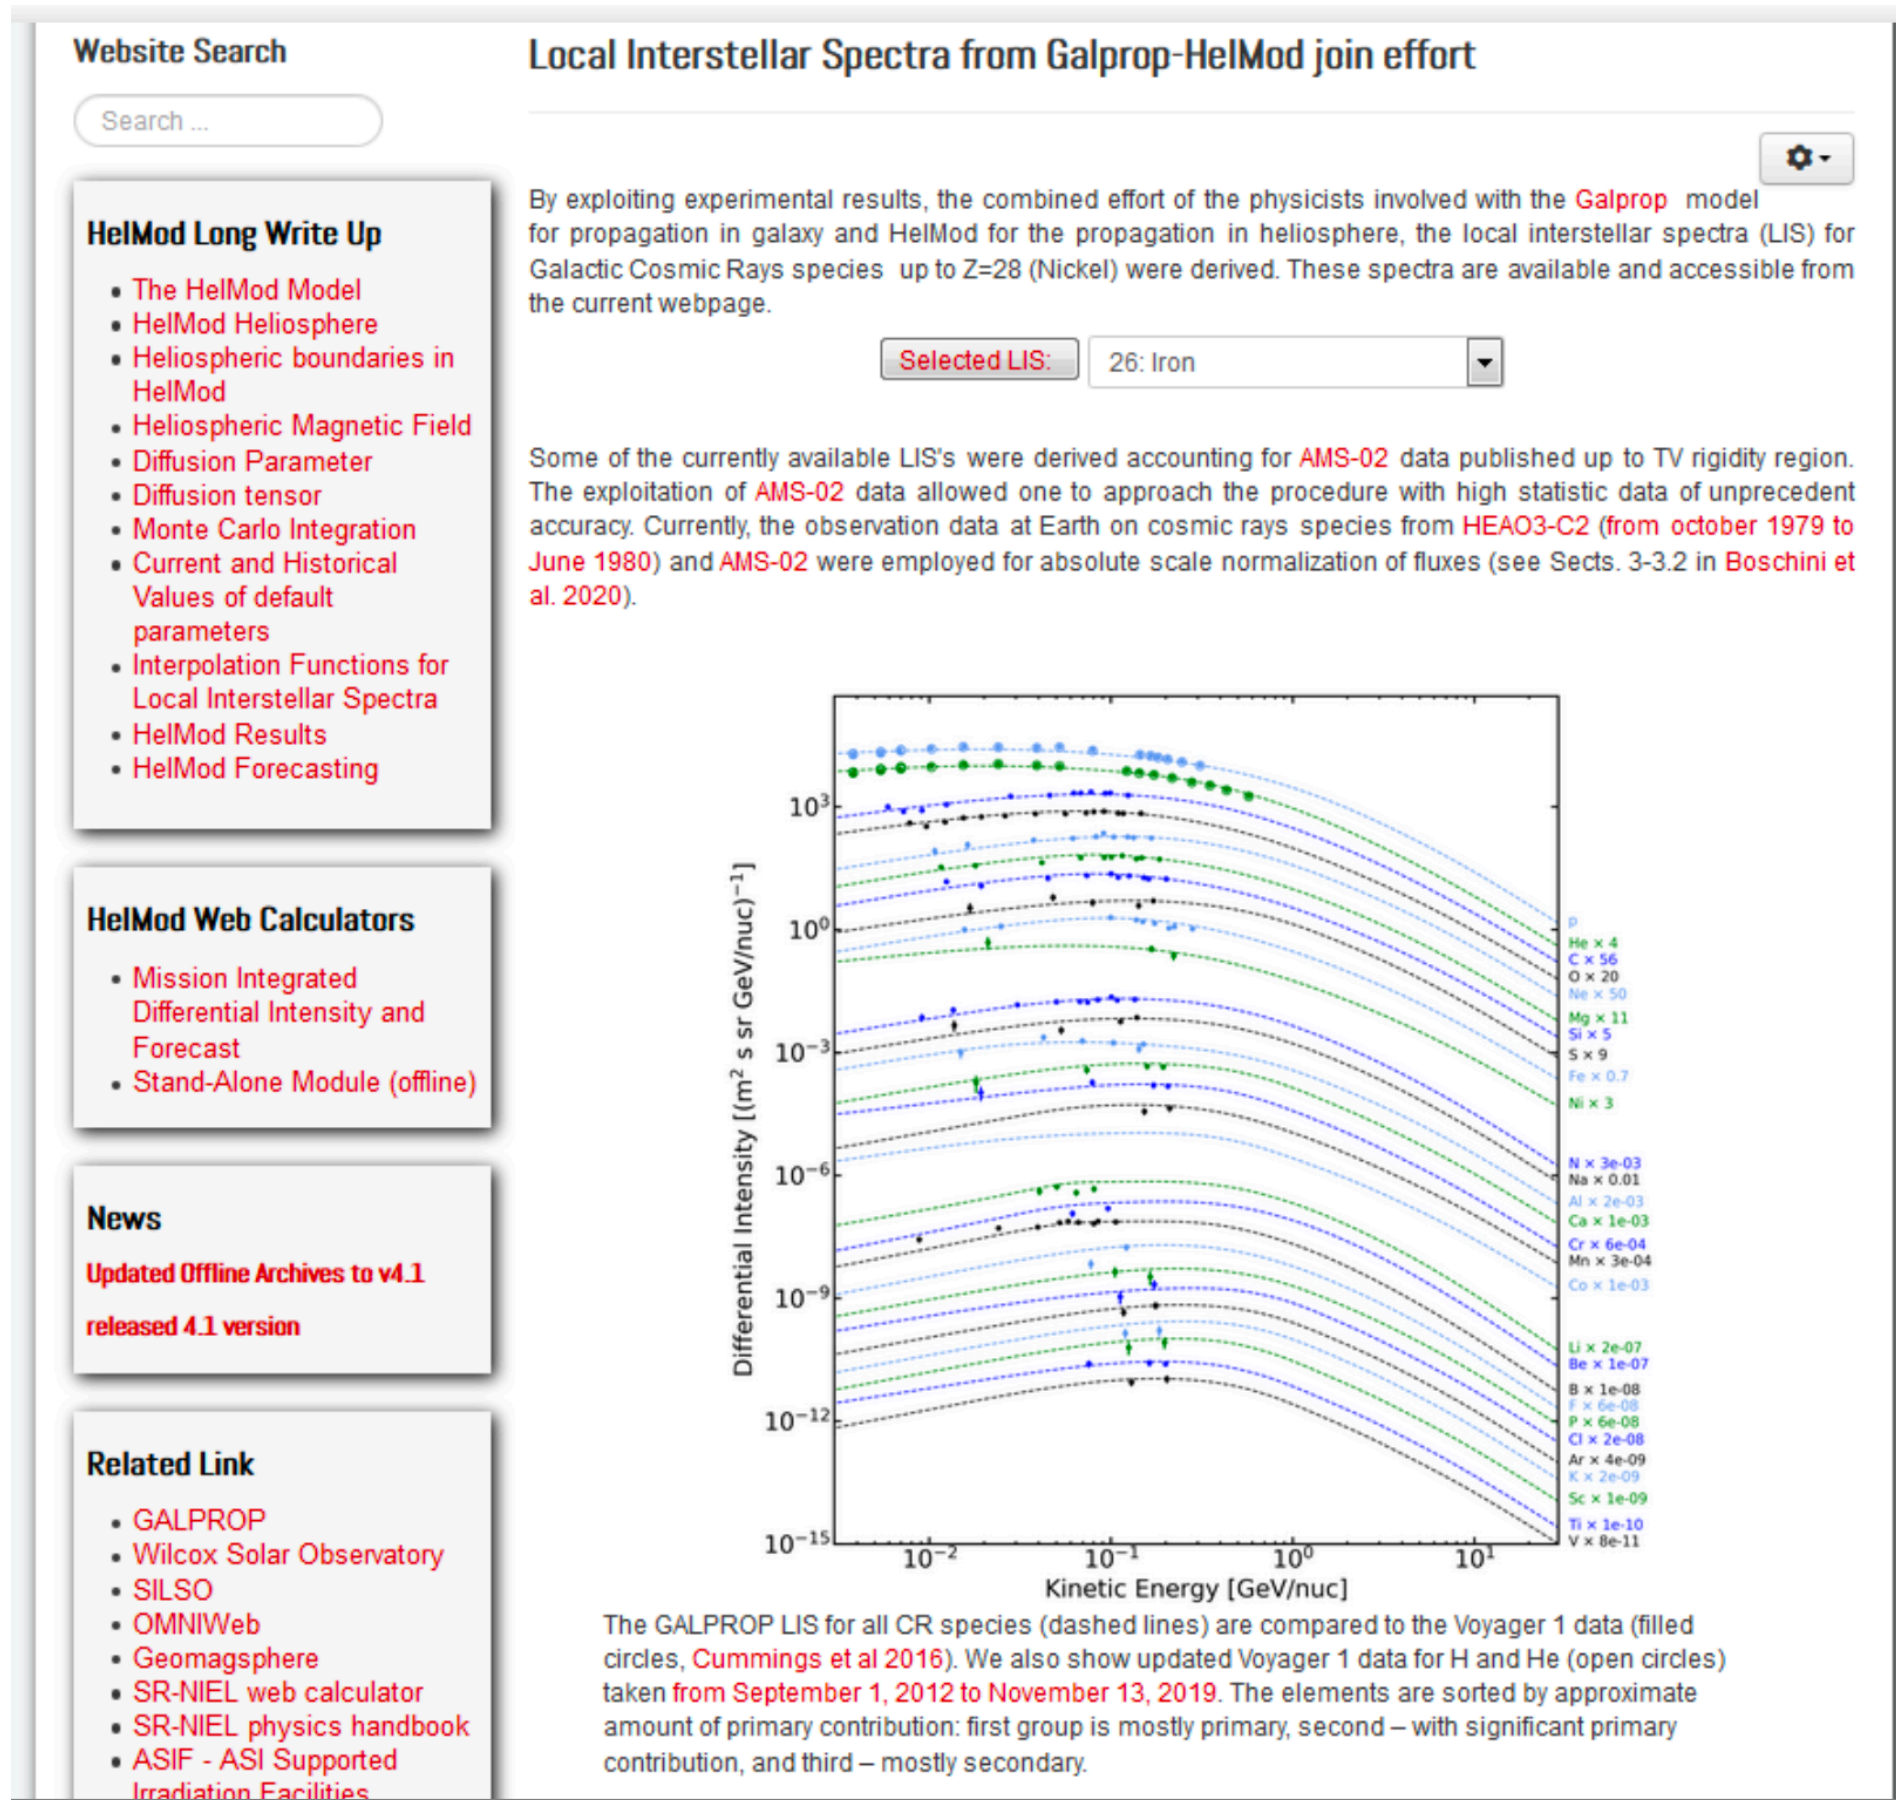 Website Search
Search ...
HelMod Long Write Up
The HelMod Model
HelMod Heliosphere
Heliospheric boundaries in
HelMod
Heliospheric Magnetic Field
Diffusion Parameter
Diffusion tensor
Monte Carlo Integration
Current and Historical
Values of default
parameters
Interpolation Functions for
Local Interstellar Spectra
HelMod Results
HelMod Forecasting
HelMod Web Calculators
Mission Integrated
Differential Intensity and
Forecast
Stand-Alone Module (offline)
News
Updated Offline Archives to v4.1
released 4.1 version
Related Link
GALPROP
Wilcox Solar Observatory
SILSO
OMNIWeb
Geomagsphere
SR-NIEL web calculator
SR-NIEL physics handbook
ASIF - ASI Supported
Irradiation Facilities
Local Interstellar Spectra from Galprop-HelMod join effort
By exploiting experimental results, the combined effort of the physicists involved with the Galprop model
for propagation in galaxy and HelMod for the propagation in heliosphere, the local interstellar spectra (LIS) for
Galactic Cosmic Rays species up to Z=28 (Nickel) were derived. These spectra are available and accessible from
the current webpage.
Selected LIS: 26: Iron
Some of the currently available LIS's were derived accounting for AMS-02 data published up to TV rigidity region.
The exploitation of AMS-02 data allowed one to approach the procedure with high statistic data of unprecedent
accuracy. Currently, the observation data at Earth on cosmic rays species from HEAO3-C2 (from october 1979 to
June 1980) and AMS-02 were employed for absolute scale normalization of fluxes (see Sects. 3-3.2 in Boschini et
al. 2020).
Differential Intensity [(m² s sr GeV/nuc)⁻¹]
10³
10⁰
10⁻³
10⁻⁶
10⁻⁹
10⁻¹²
10⁻¹⁵
p
He × 4
C × 56
O × 20
Ne × 50
Mg × 11
Si × 5
S × 9
Fe × 0.7
Ni × 3
N × 3e-03
Na × 0.01
Al × 2e-03
Ca × 1e-03
Cr × 6e-04
Mn × 3e-04
Co × 1e-03
Li × 2e-07
Be × 1e-07
B × 1e-08
F × 6e-08
P × 6e-08
Cl × 2e-08
Ar × 4e-09
K × 2e-09
Sc × 1e-09
Ti × 1e-10
V × 8e-11
10⁻² 10⁻¹ 10⁰ 10¹
Kinetic Energy [GeV/nuc]
The GALPROP LIS for all CR species (dashed lines) are compared to the Voyager 1 data (filled
circles, Cummings et al 2016). We also show updated Voyager 1 data for H and He (open circles)
taken from September 1, 2012 to November 13, 2019. The elements are sorted by approximate
amount of primary contribution: first group is mostly primary, second – with significant primary
contribution, and third – mostly secondary.